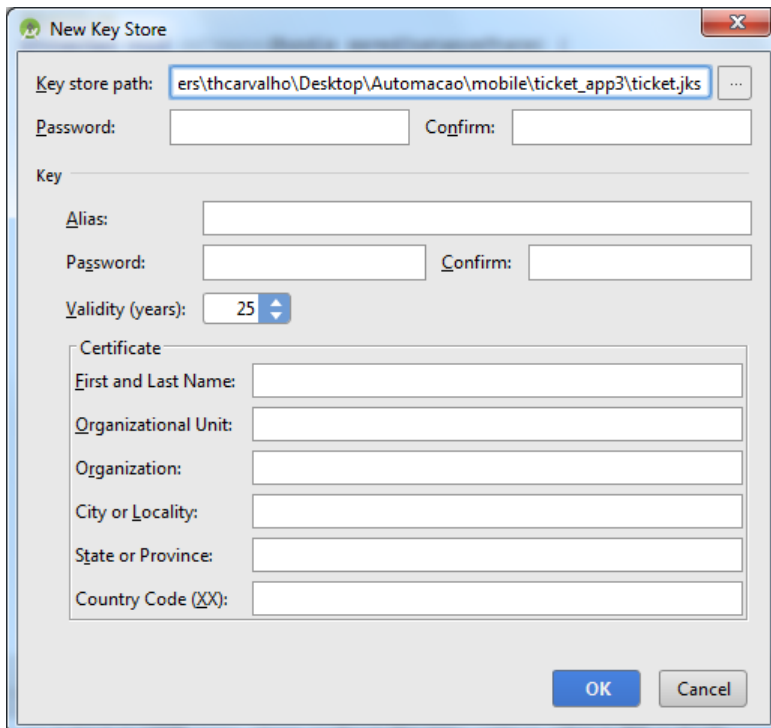 New Key Store
Key store path: ers\thcarvalho\Desktop\Automacao\mobile\ticket_app3\ticket.jks ...
Password: Confirm:
Key
Alias:
Password: Confirm:
Validity (years): 25
Certificate
First and Last Name:
Organizational Unit:
Organization:
City or Locality:
State or Province:
Country Code (XX):
OK Cancel